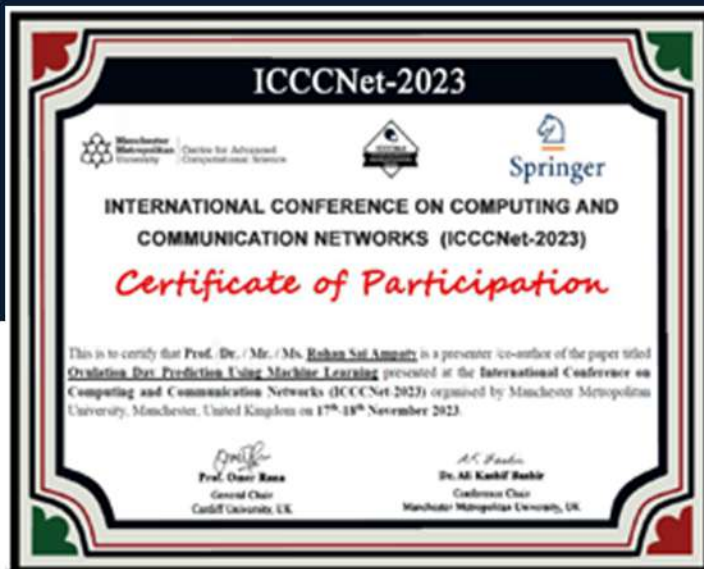 ICCCNet-2023
Manchester
Metropolitan
University
Centre for Advanced
Computational Science
Springer
INTERNATIONAL CONFERENCE ON COMPUTING AND
COMMUNICATION NETWORKS (ICCCNet-2023)
Certificate of Participation
This is to certify that Prof. /Dr. / Mr. / Ms. Rohan Sai is a presenter /co-author of the paper titled
Ovulation Day Prediction Using Machine Learning presented at the International Conference on
Computing and Communication Networks (ICCCNet-2023) organised by Manchester Metropolitan
University, Manchester, United Kingdom on 17th-18th November 2023.
Prof. Omer Rana
General Chair
Cardiff University, UK
Dr. Ali Kashif Bashir
Conference Chair
Manchester Metropolitan University, UK